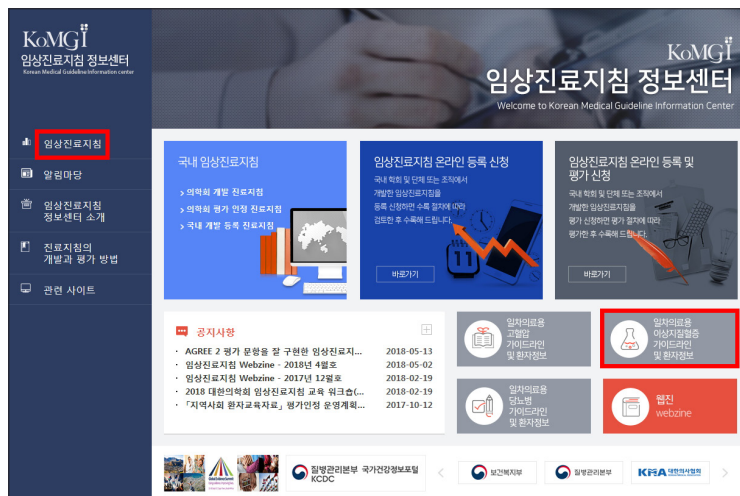 KoMGI
임상진료지침 정보센터
Korean Medical Guideline Information center
임상진료지침
알림마당
임상진료지침
정보센터 소개
진료지침의
개발과 평가 방법
관련 사이트
KoMGI
임상진료지침 정보센터
Welcome to Korean Medical Guideline Information Center
국내 임상진료지침
> 의학회 개발 진료지침
> 의학회 평가 인정 진료지침
> 국내 개발 등록 진료지침
임상진료지침 온라인 등록 신청
국내 학회 및 단체 또는 조직에서
개발한 임상진료지침을
등록 신청하면 수록 절차에 따라
검토한 후 수록해 드립니다.
11
바로가기
임상진료지침 온라인 등록 및
평가 신청
국내 학회 및 단체 또는 조직에서
개발한 임상진료지침을
평가 신청하면 평가 절차에 따라
평가한 후 수록해 드립니다.
바로가기
공지사항
· AGREE 2 평가 문항을 잘 구현한 임상진료지... 2018-05-13
· 임상진료지침 Webzine - 2018년 4월호 2018-05-02
· 임상진료지침 Webzine - 2017년 12월호 2018-02-19
· 2018 대한의학회 임상진료지침 교육 워크숍(... 2018-02-19
· 「지역사회 환자교육자료」 평가인정 운영계획... 2017-10-12
일차의료용
고혈압
가이드라인
및 환자정보
일차의료용
이상지질혈증
가이드라인
및 환자정보
일차의료용
당뇨병
가이드라인
및 환자정보
웹진
webzine
질병관리본부 국가건강정보포털
KCDC
보건복지부
질병관리본부
KMA 대한의사협회